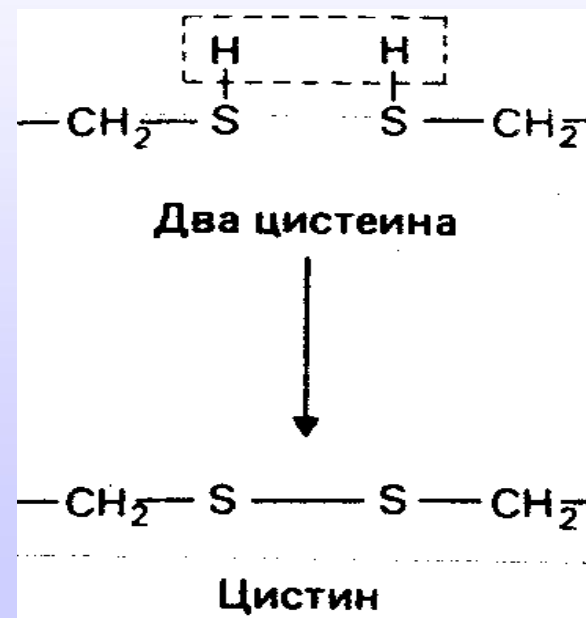 H H
—CH₂—S S—CH₂—
Два цистеина
—CH₂—S—S—CH₂—
Цистин